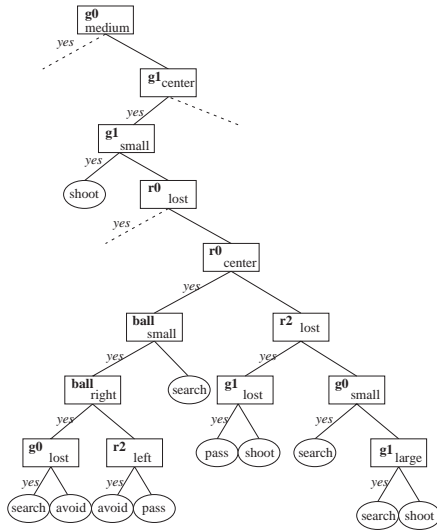 g0
medium
yes
g1 center
yes
g1
small
yes
shoot
r0
lost
yes
r0
center
yes
ball
small
r2 lost
yes
yes
ball
right
search
g1
lost
g0
small
yes
yes
yes
g0
lost
r2
left
pass
shoot
search
g1
large
yes
yes
yes
search
avoid
avoid
pass
search
shoot